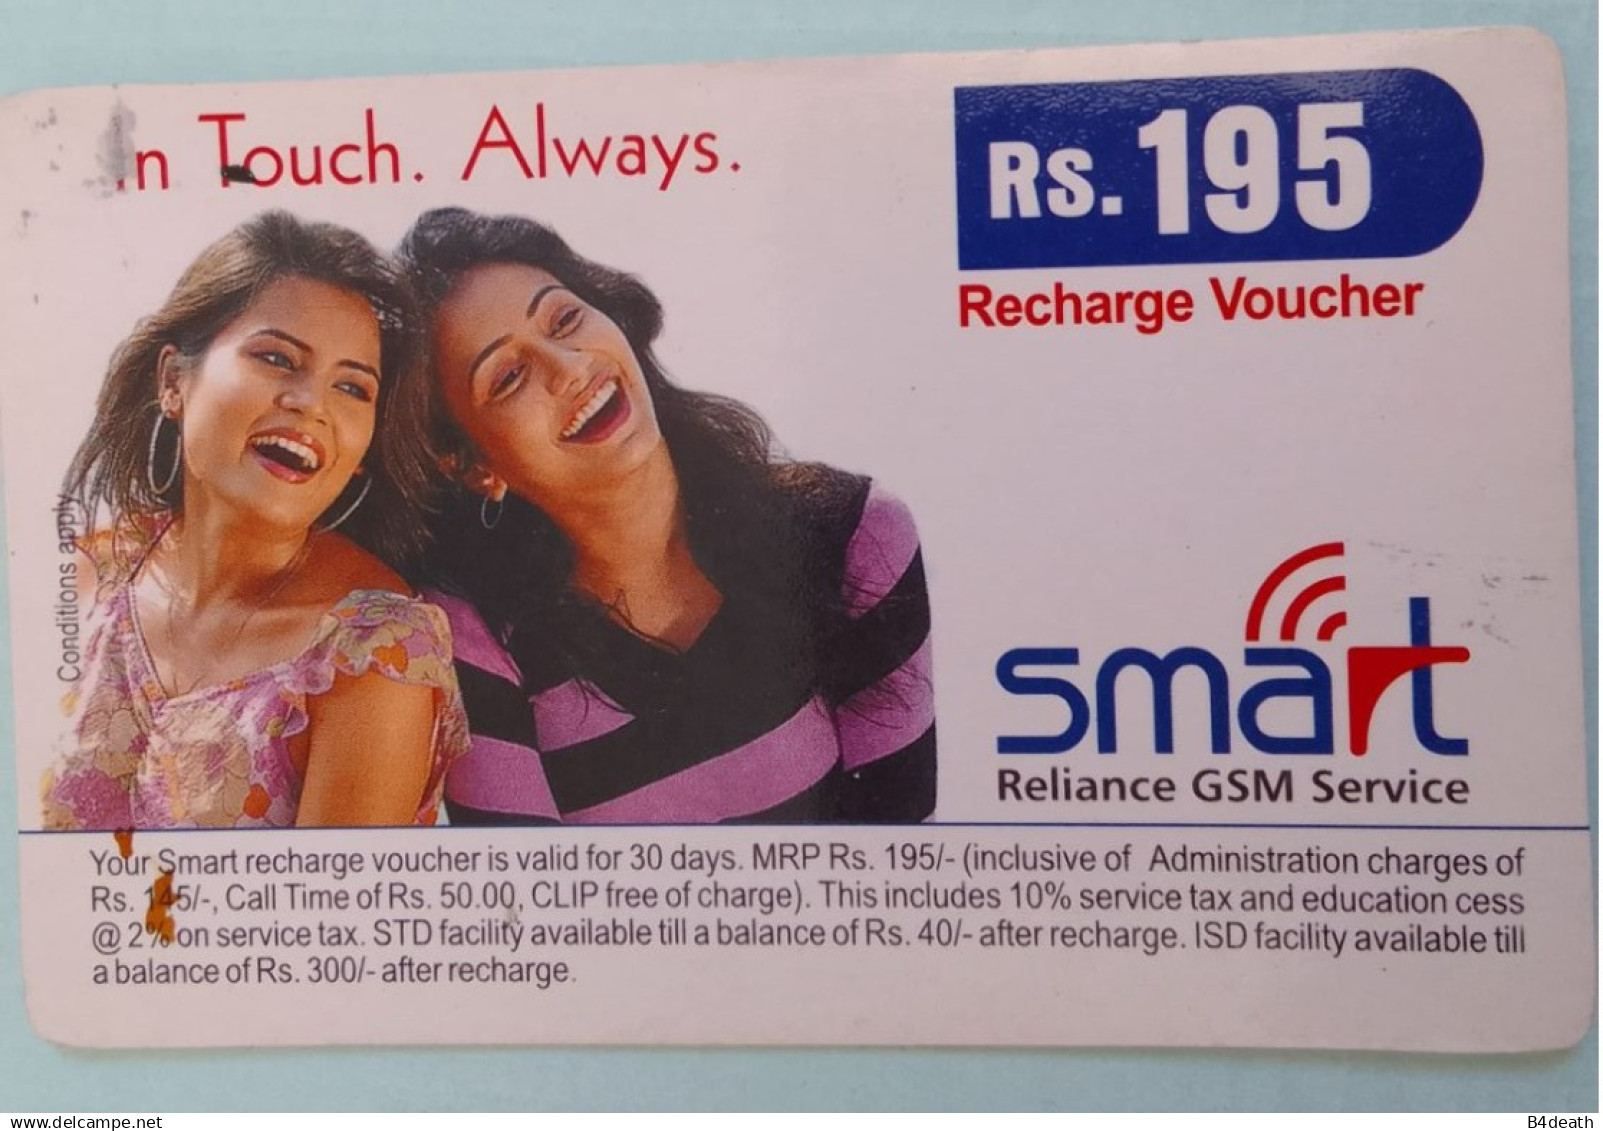 In Touch. Always.
Rs. 195
Recharge Voucher
Conditions apply
smart
Reliance GSM Service
Your Smart recharge voucher is valid for 30 days. MRP Rs. 195/- (inclusive of Administration charges of
Rs. 145/-, Call Time of Rs. 50.00, CLIP free of charge). This includes 10% service tax and education cess
@ 2% on service tax. STD facility available till a balance of Rs. 40/- after recharge. ISD facility available till
a balance of Rs. 300/- after recharge.
delcampe.net
B4death